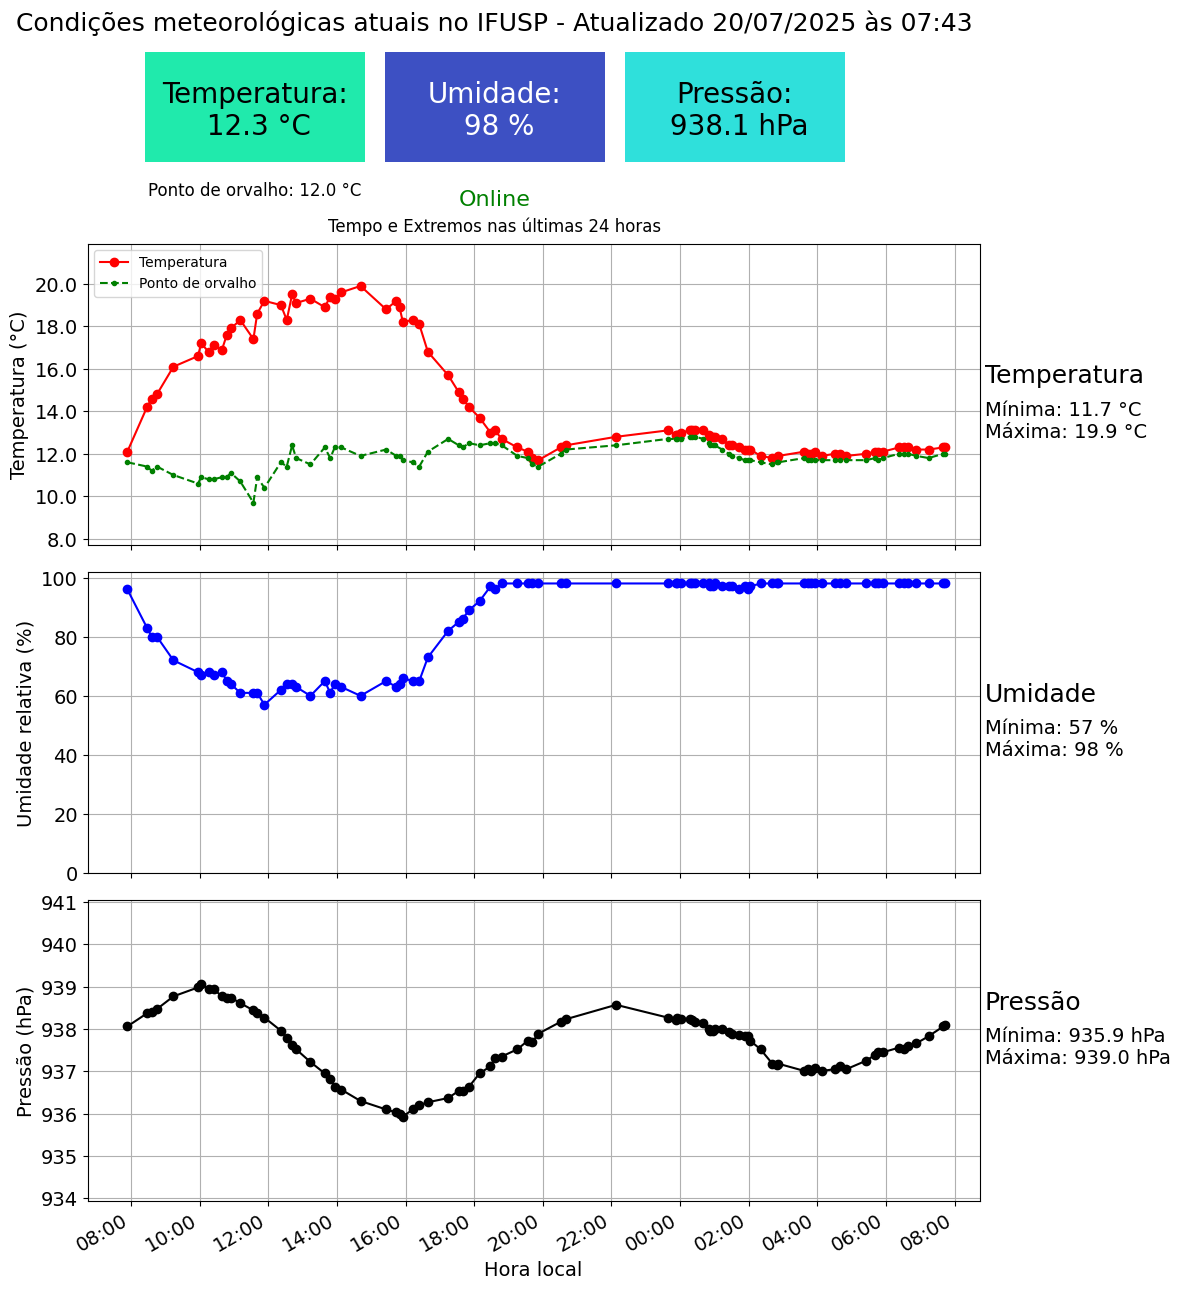 Condições meteorológicas atuais no IFUSP - Atualizado 20/07/2025 às 07:43
Temperatura:
12.3 °C
Umidade:
98 %
Pressão:
938.1 hPa
Ponto de orvalho: 12.0 °C
Online
Tempo e Extremos nas últimas 24 horas
Temperatura
Ponto de orvalho
Temperatura (°C)
20.0
18.0
16.0
14.0
12.0
10.0
8.0
Temperatura
Mínima: 11.7 °C
Máxima: 19.9 °C
Umidade relativa (%)
100
80
60
40
20
0
Umidade
Mínima: 57 %
Máxima: 98 %
Pressão (hPa)
941
940
939
938
937
936
935
934
Pressão
Mínima: 935.9 hPa
Máxima: 939.0 hPa
08:00 10:00 12:00 14:00 16:00 18:00 20:00 22:00 00:00 02:00 04:00 06:00 08:00
Hora local